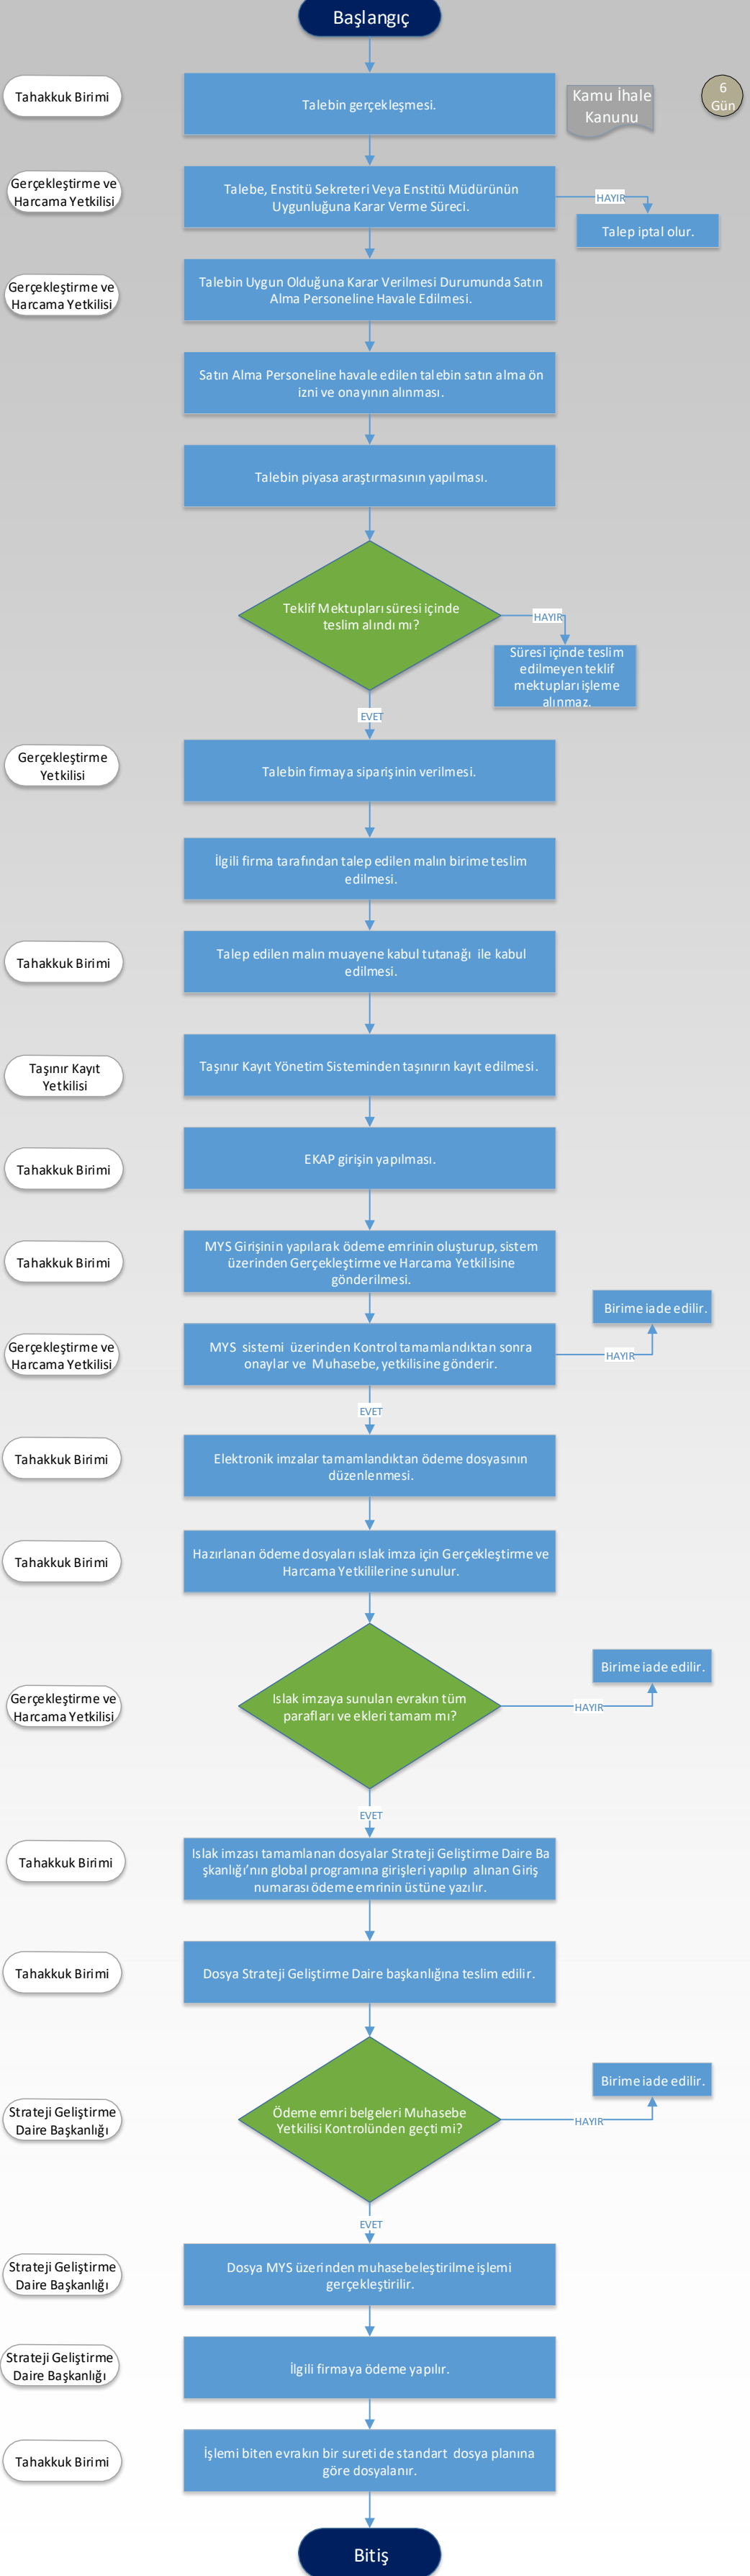 Başlangıç
Tahakkuk Birimi
Talebin gerçekleşmesi.
Kamu İhale
Kanunu
6
Gün
Gerçekleştirme ve
Harcama Yetkilisi
Talebe, Enstitü Sekreteri Veya Enstitü Müdürünün
Uygunluğuna Karar Verme Süreci.
HAYIR
Talep iptal olur.
Gerçekleştirme ve
Harcama Yetkilisi
Talebin Uygun Olduğuna Karar Verilmesi Durumunda Satın
Alma Personeline Havale Edilmesi.
Satın Alma Personeline havale edilen talebin satın alma ön
izni ve onayının alınması.
Talebin piyasa araştırmasının yapılması.
Teklif Mektupları süresi içinde
teslim alındı mı?
HAYIR
Süresi içinde teslim
edilmeyen teklif
mektupları işleme
alınmaz.
EVET
Gerçekleştirme
Yetkilisi
Talebin firmaya siparişinin verilmesi.
İlgili firma tarafından talep edilen malın birime teslim
edilmesi.
Tahakkuk Birimi
Talep edilen malın muayene kabul tutanağı ile kabul
edilmesi.
Taşınır Kayıt
Yetkilisi
Taşınır Kayıt Yönetim Sisteminden taşınırın kayıt edilmesi.
Tahakkuk Birimi
EKAP girişin yapılması.
Tahakkuk Birimi
MYS Girişinin yapılarak ödeme emrinin oluşturup, sistem
üzerinden Gerçekleştirme ve Harcama Yetkilisine
gönderilmesi.
Birime iade edilir.
Gerçekleştirme ve
Harcama Yetkilisi
MYS sistemi üzerinden Kontrol tamamlandıktan sonra
onaylar ve Muhasebe, yetkilisine gönderir.
HAYIR
EVET
Tahakkuk Birimi
Elektronik imzalar tamamlandıktan ödeme dosyasının
düzenlenmesi.
Tahakkuk Birimi
Hazırlanan ödeme dosyaları ıslak imza için Gerçekleştirme ve
Harcama Yetkililerine sunulur.
Birime iade edilir.
Gerçekleştirme ve
Harcama Yetkilisi
Islak imzaya sunulan evrakın tüm
parafları ve ekleri tamam mı?
HAYIR
EVET
Tahakkuk Birimi
Islak imzası tamamlanan dosyalar Strateji Geliştirme Daire Ba
şkanlığı’nın global programına girişleri yapılıp alınan Giriş
numarası ödeme emrinin üstüne yazılır.
Tahakkuk Birimi
Dosya Strateji Geliştirme Daire başkanlığına teslim edilir.
Birime iade edilir.
Strateji Geliştirme
Daire Başkanlığı
Ödeme emri belgeleri Muhasebe
Yetkilisi Kontrolünden geçti mi?
HAYIR
EVET
Strateji Geliştirme
Daire Başkanlığı
Dosya MYS üzerinden muhasebeleştirilme işlemi
gerçekleştirilir.
Strateji Geliştirme
Daire Başkanlığı
İlgili firmaya ödeme yapılır.
Tahakkuk Birimi
İşlemi biten evrakın bir sureti de standart dosya planına
göre dosyalanır.
Bitiş